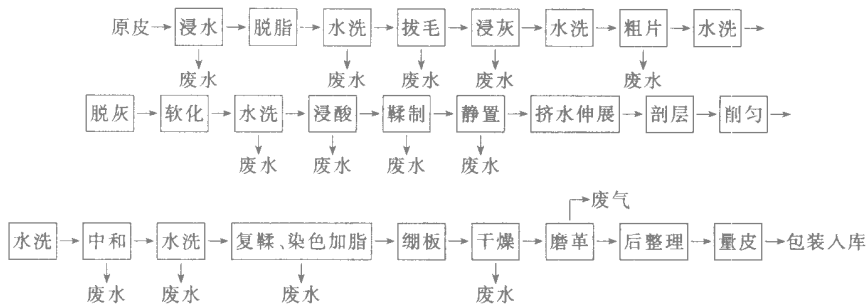 原皮 浸水 脱脂 水洗 拔毛 浸灰 水洗 粗片 水洗
废水 废水 废水 废水 废水
脱灰 软化 水洗 浸酸 鞣制 静置 挤水伸展 剖层 削匀
废水 废水 废水 废水
废气
水洗 中和 水洗 复鞣、染色加脂 绷板 干燥 磨革 后整理 量皮 包装入库
废水 废水 废水 废水